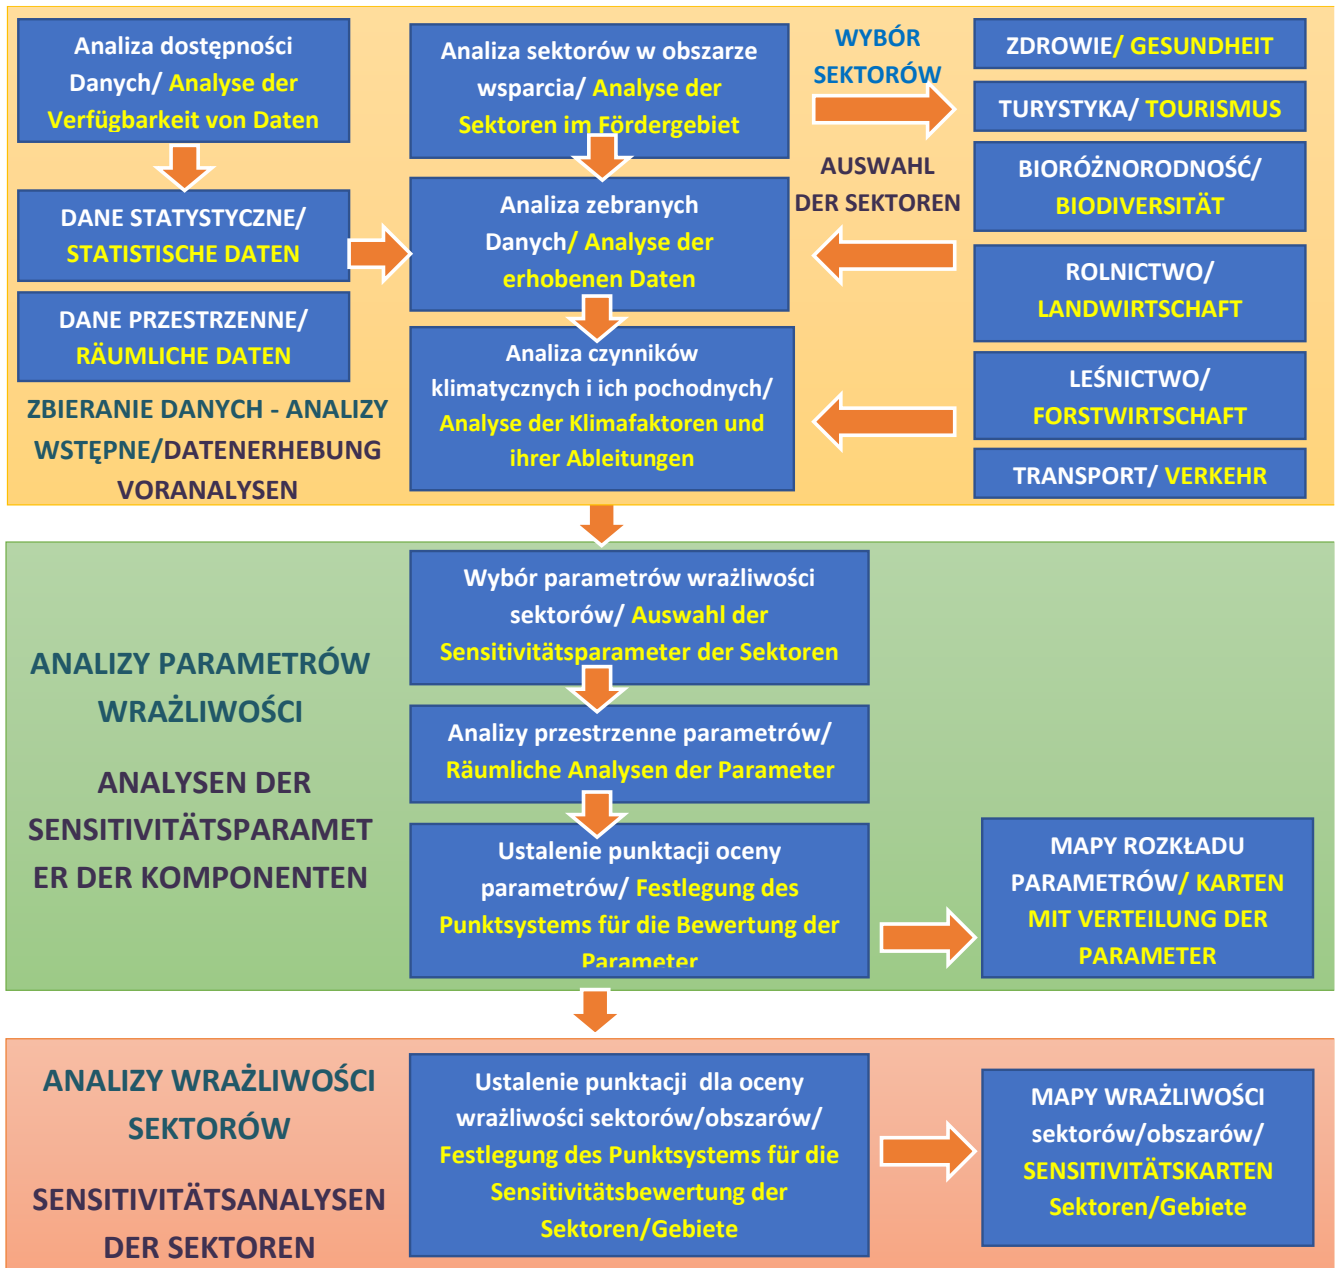 Analiza dostępności
Danych/ Analyse der
Verfügbarkeit von Daten
DANE STATYSTYCZNE/
STATISTISCHE DATEN
DANE PRZESTRZENNE/
RÄUMLICHE DATEN
ZBIERANIE DANYCH - ANALIZY
WSTĘPNE/DATENERHEBUNG
VORANALYSEN
Analiza sektorów w obszarze
wsparcia/ Analyse der
Sektoren im Fördergebiet
Analiza zebranych
Danych/ Analyse der
erhobenen Daten
Analiza czynników
klimatycznych i ich pochodnych/
Analyse der Klimafaktoren und
ihrer Ableitungen
WYBÓR
SEKTORÓW
AUSWAHL
DER SEKTOREN
ZDROWIE/ GESUNDHEIT
TURYSTYKA/ TOURISMUS
BIORÓŻNORODNOŚĆ/
BIODIVERSITÄT
ROLNICTWO/
LANDWIRTSCHAFT
LEŚNICTWO/
FORSTWIRTSCHAFT
TRANSPORT/ VERKEHR
ANALIZY PARAMETRÓW
WRAŻLIWOŚCI
ANALYSEN DER
SENSITIVITÄTSPARAMET
ER DER KOMPONENTEN
Wybór parametrów wrażliwości
sektorów/ Auswahl der
Sensitivitätsparameter der Sektoren
Analizy przestrzenne parametrów/
Räumliche Analysen der Parameter
Ustalenie punktacji oceny
parametrów/ Festlegung des
Punktsystems für die Bewertung der
Parameter
MAPY ROZKŁADU
PARAMETRÓW/ KARTEN
MIT VERTEILUNG DER
PARAMETER
ANALIZY WRAŻLIWOŚCI
SEKTORÓW
SENSITIVITÄTSANALYSEN
DER SEKTOREN
Ustalenie punktacji dla oceny
wrażliwości sektorów/obszarów/
Festlegung des Punktsystems für die
Sensitivitätsbewertung der
Sektoren/Gebiete
MAPY WRAŻLIWOŚCI
sektorów/obszarów/
SENSITIVITÄTSKARTEN
Sektoren/Gebiete